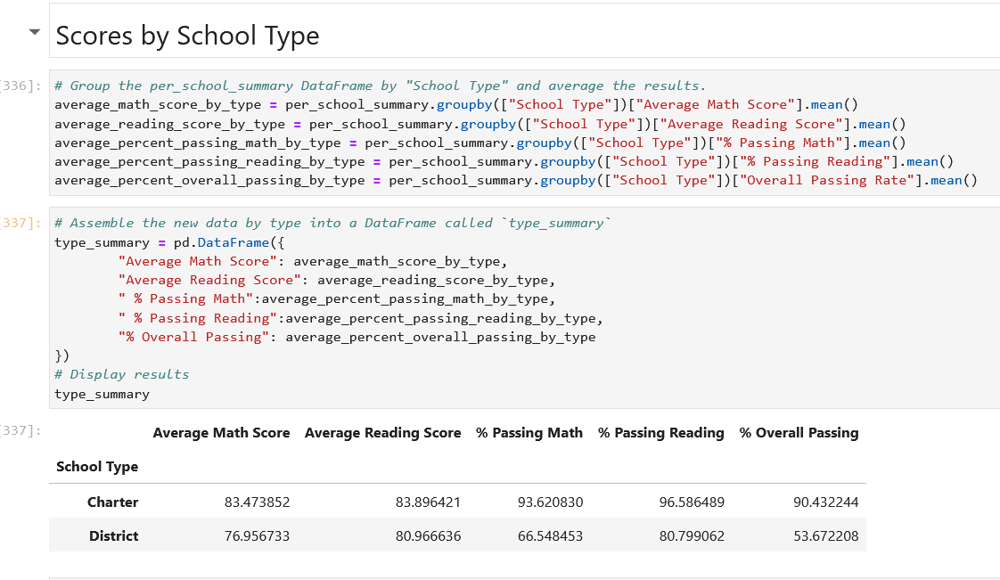 Scores by School Type
[336]:
# Group the per_school_summary DataFrame by "School Type" and average the results.
average_math_score_by_type = per_school_summary.groupby(["School Type"])["Average Math Score"].mean()
average_reading_score_by_type = per_school_summary.groupby(["School Type"])["Average Reading Score"].mean()
average_percent_passing_math_by_type = per_school_summary.groupby(["School Type"])["% Passing Math"].mean()
average_percent_passing_reading_by_type = per_school_summary.groupby(["School Type"])["% Passing Reading"].mean()
average_percent_overall_passing_by_type = per_school_summary.groupby(["School Type"])["Overall Passing Rate"].mean()
[337]:
# Assemble the new data by type into a DataFrame called `type_summary`
type_summary = pd.DataFrame({
        "Average Math Score": average_math_score_by_type,
        "Average Reading Score": average_reading_score_by_type,
        " % Passing Math":average_percent_passing_math_by_type,
        " % Passing Reading":average_percent_passing_reading_by_type,
        "% Overall Passing": average_percent_overall_passing_by_type
})
# Display results
type_summary
[337]:
Average Math Score Average Reading Score % Passing Math % Passing Reading % Overall Passing
School Type
Charter 83.473852 83.896421 93.620830 96.586489 90.432244
District 76.956733 80.966636 66.548453 80.799062 53.672208